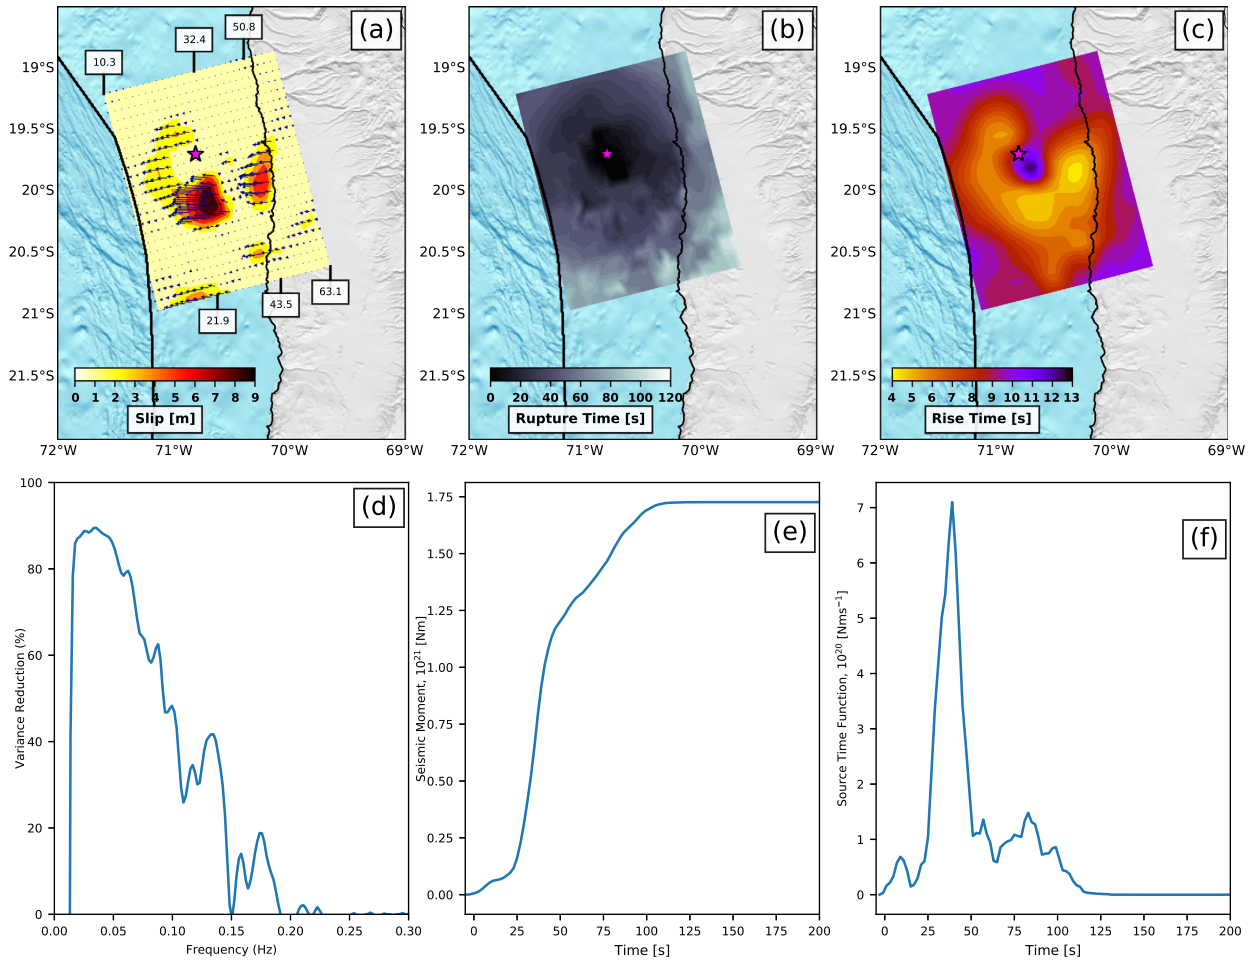 (a)
10.3
32.4
50.8
19°S
19.5°S
20°S
20.5°S
21°S
21.5°S
21.9
43.5
63.1
0 1 2 3 4 5 6 7 8 9
Slip [m]
72°W 71°W 70°W 69°W
(b)
19°S
19.5°S
20°S
20.5°S
21°S
21.5°S
0 20 40 60 80 100 120
Rupture Time [s]
72°W 71°W 70°W 69°W
(c)
19°S
19.5°S
20°S
20.5°S
21°S
21.5°S
4 5 6 7 8 9 10 11 12 13
Rise Time [s]
72°W 71°W 70°W 69°W
(d)
Variance Reduction (%)
100
80
60
40
20
0
0.00 0.05 0.10 0.15 0.20 0.25 0.30
Frequency (Hz)
(e)
Seismic Moment, 10²¹ [Nm]
1.75
1.50
1.25
1.00
0.75
0.50
0.25
0.00
0 25 50 75 100 125 150 175 200
Time [s]
(f)
Source Time Function, 10²⁰ [Nms⁻¹]
7
6
5
4
3
2
1
0
0 25 50 75 100 125 150 175 200
Time [s]